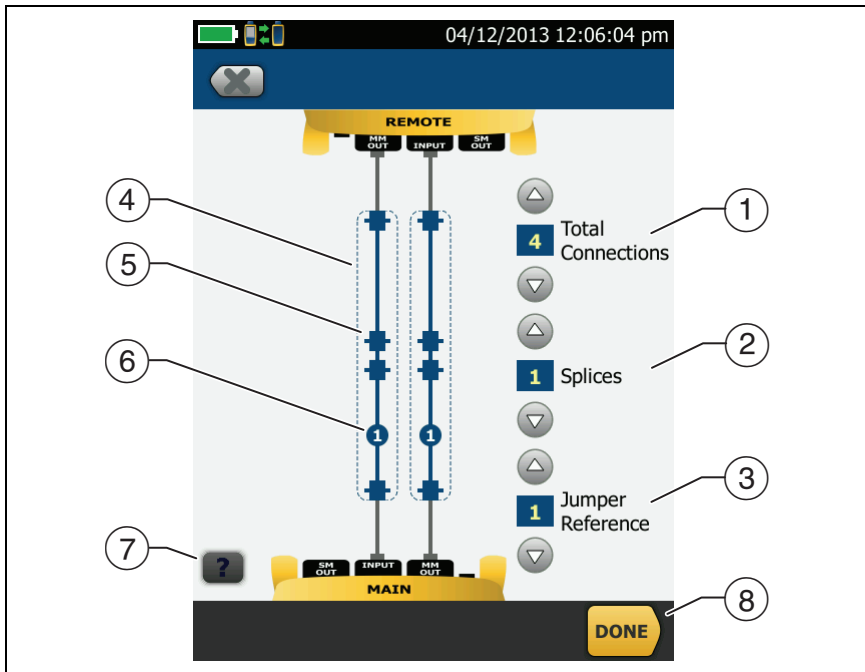 04/12/2013 12:06:04 pm
REMOTE
MM OUT
INPUT
SM OUT
4
Total Connections
1
1
Splices
2
1
Jumper Reference
3
4
5
6
1
1
7
?
SM OUT
INPUT
MM OUT
MAIN
DONE
8